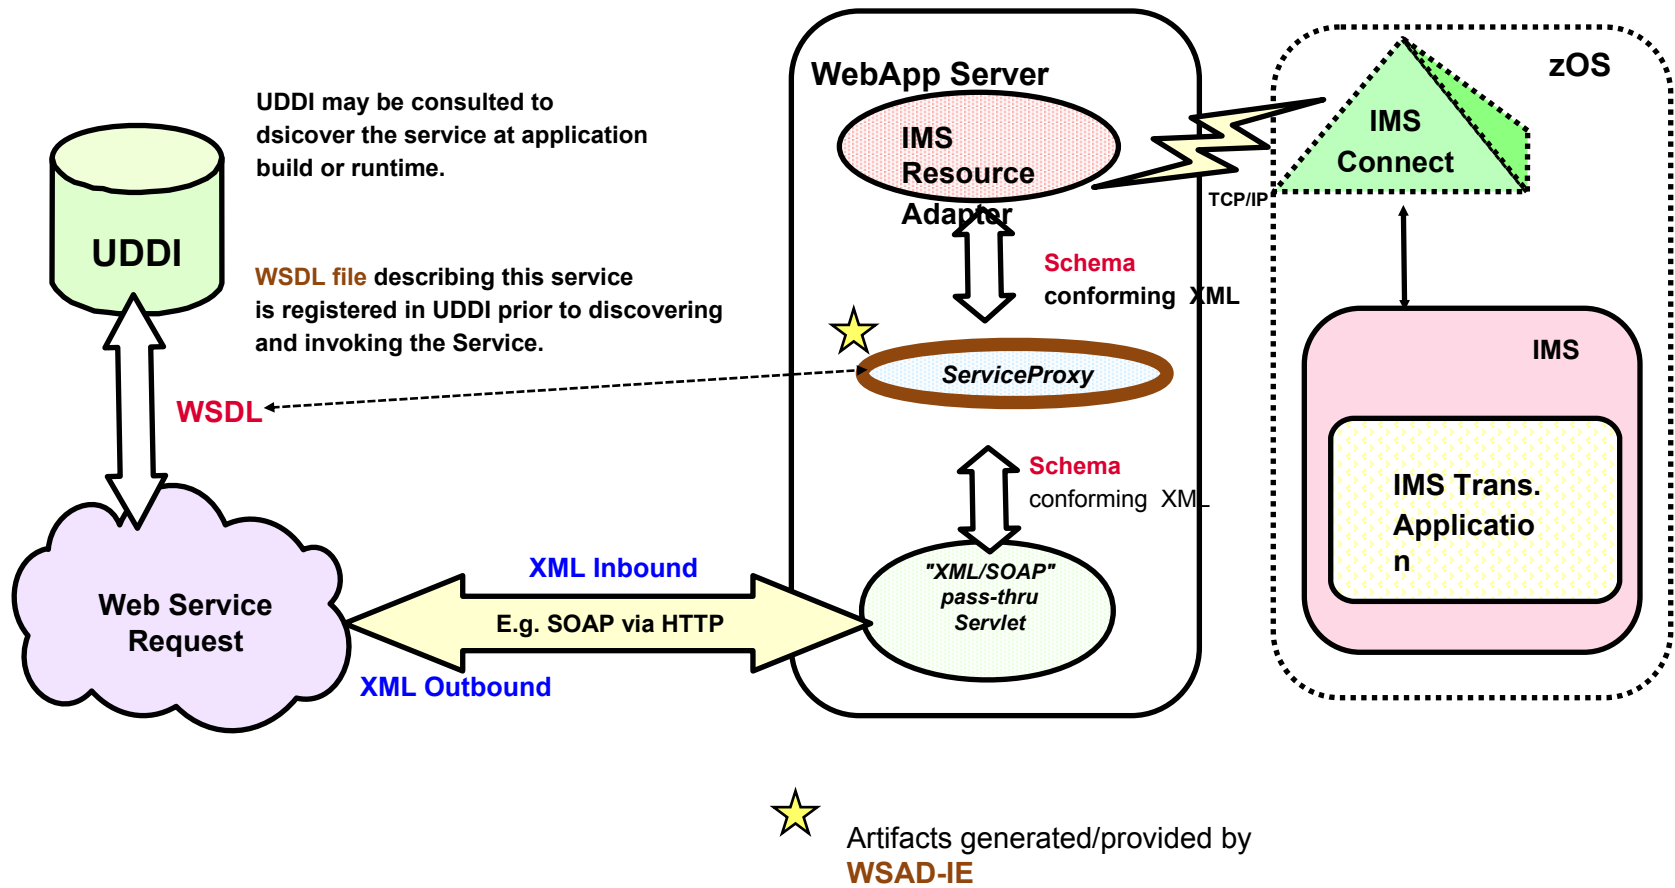 UDDI may be consulted to
dsicover the service at application
build or runtime.
UDDI
WSDL file describing this service
is registered in UDDI prior to discovering
and invoking the Service.
WSDL
Web Service
Request
XML Inbound
E.g. SOAP via HTTP
XML Outbound
WebApp Server
IMS
Resource
Adapter
Schema
conforming XML
ServiceProxy
Schema
conforming XML
"XML/SOAP"
pass-thru
Servlet
TCP/IP
zOS
IMS
Connect
IMS
IMS Trans.
Applicatio
n
Artifacts generated/provided by
WSAD-IE